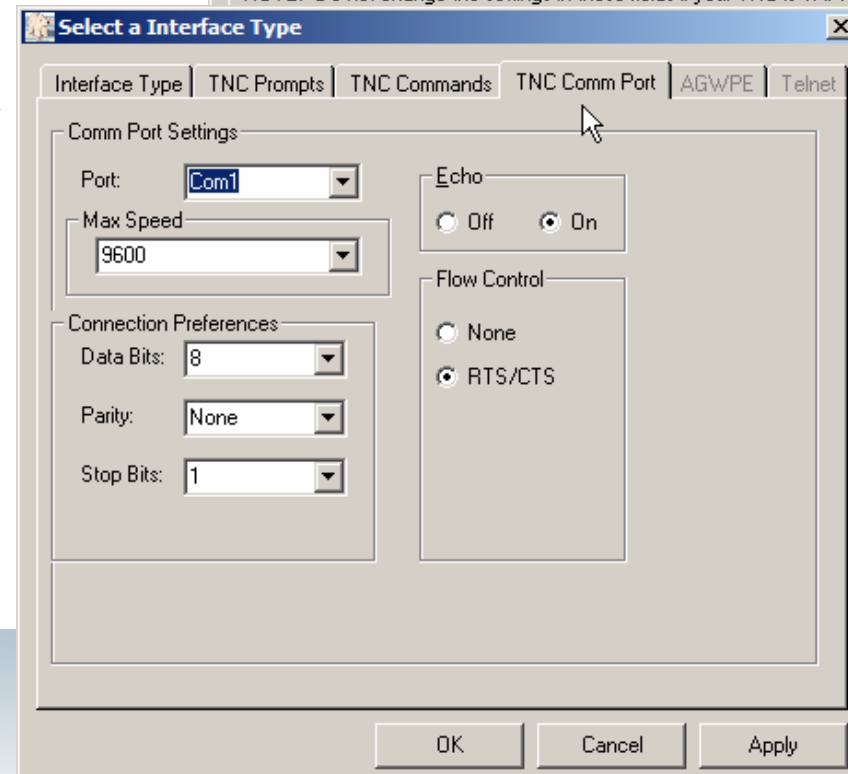 Select a Interface Type
Interface Type TNC Prompts TNC Commands TNC Comm Port AGWPE Telnet
Comm Port Settings
Port: Com1
Max Speed
9600
Connection Preferences
Data Bits: 8
Parity: None
Stop Bits: 1
Echo
Off On
Flow Control
None
RTS/CTS
OK Cancel Apply